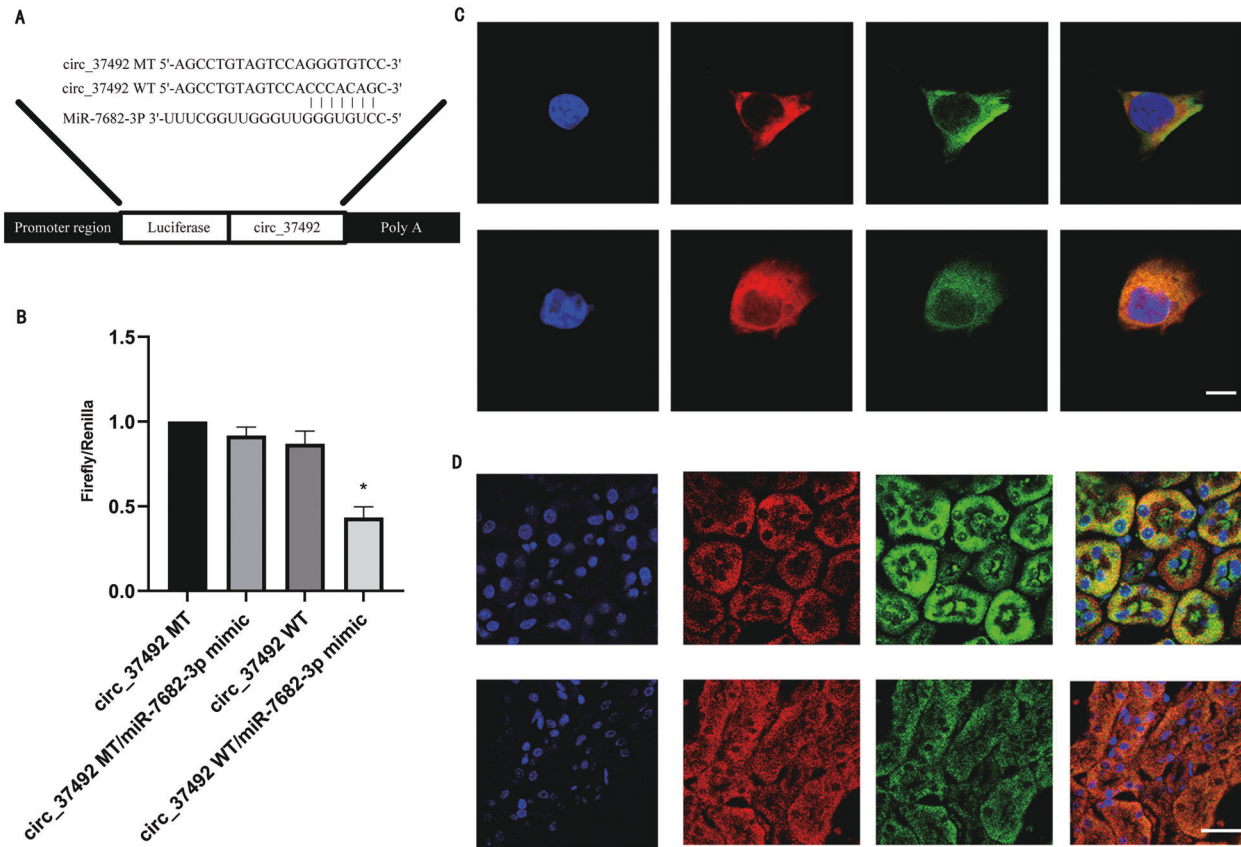 A
circ_37492 MT 5'-AGCCTGTAGTCCAGGGTGTCC-3'
circ_37492 WT 5'-AGCCTGTAGTCCACCCACAGC-3'
MiR-7682-3P 3'-UUUCGGUUGGGUUGGGUGUCC-5'
Promoter region
Luciferase
circ_37492
Poly A
B
Firefly/Renilla
1.5
1.0
0.5
0.0
*
circ_37492 MT
circ_37492 MT/miR-7682-3p mimic
circ_37492 WT
circ_37492 WT/miR-7682-3p mimic
C
D